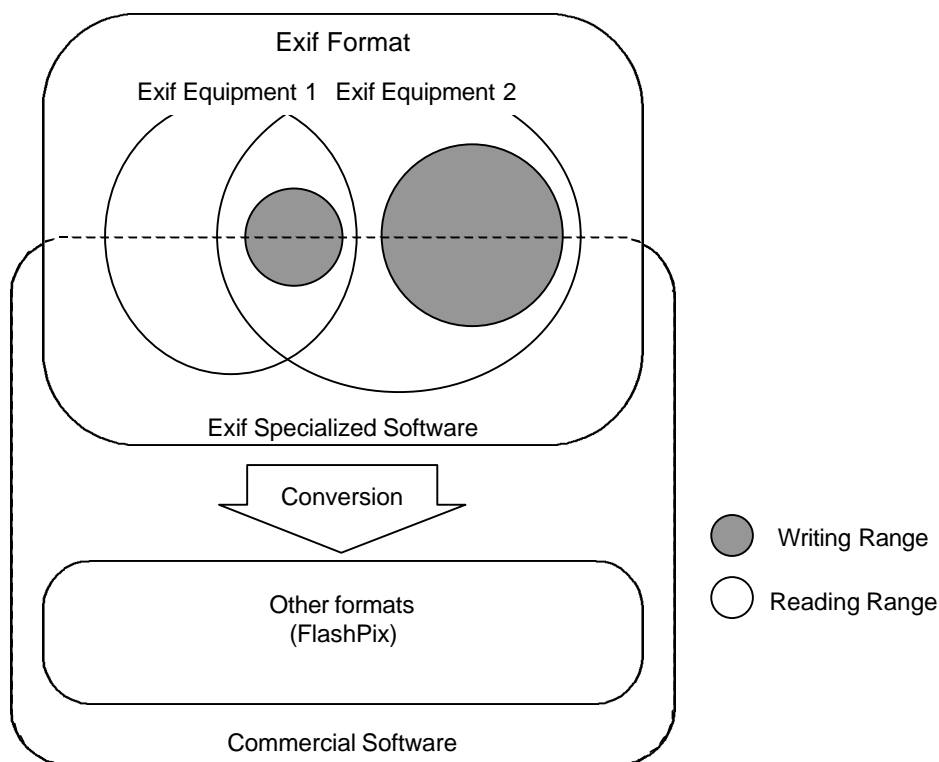 Exif Format
Exif Equipment 1 Exif Equipment 2
Exif Specialized Software
Conversion
Writing Range
Reading Range
Other formats
(FlashPix)
Commercial Software